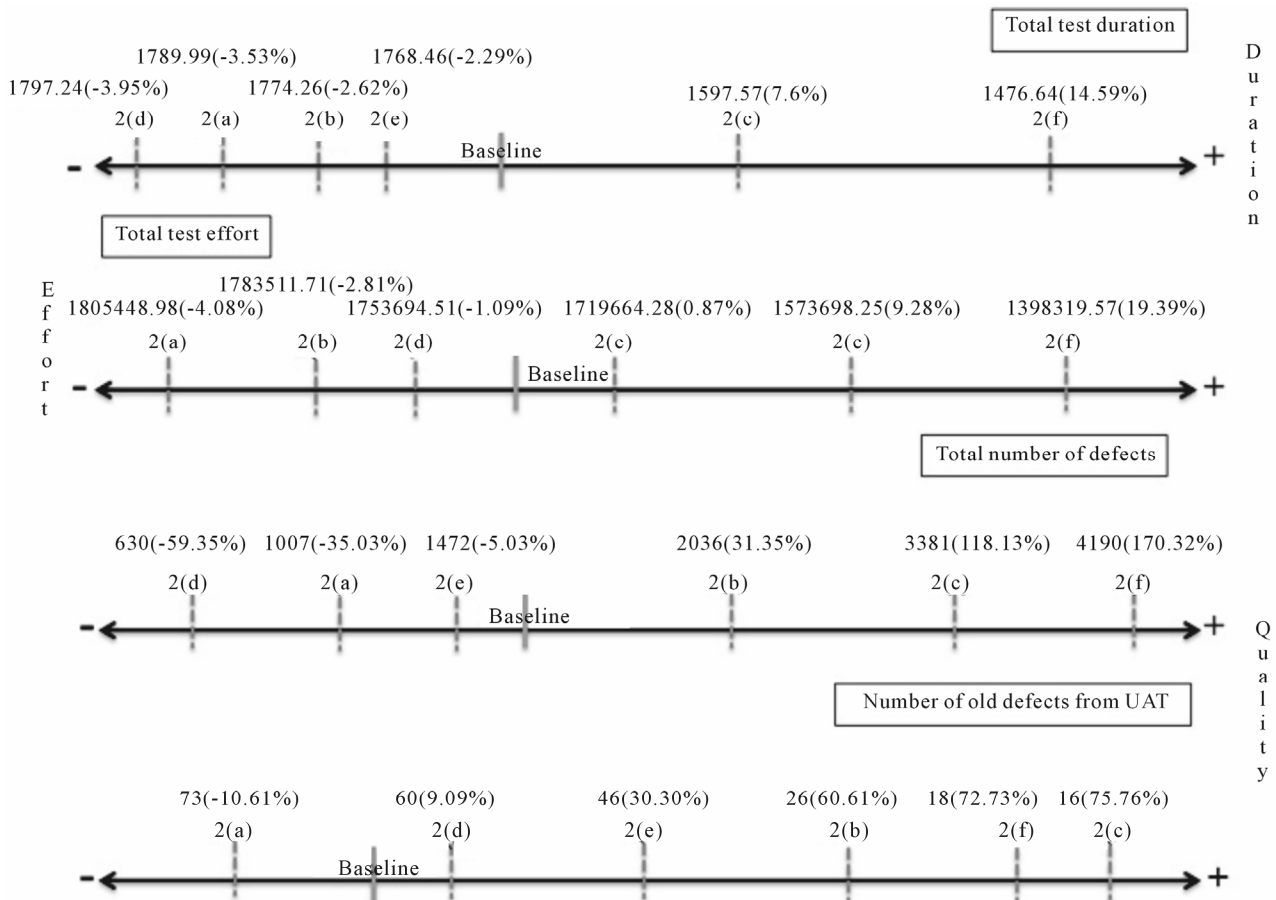 Total test duration
1789.99(-3.53%) 1768.46(-2.29%)
1797.24(-3.95%) 1774.26(-2.62%) 1597.57(7.6%) 1476.64(14.59%)
2(d) 2(a) 2(b) 2(e) 2(c) 2(f)
Baseline
- +
Duration
Total test effort
Effort
1783511.71(-2.81%)
1805448.98(-4.08%) 1753694.51(-1.09%) 1719664.28(0.87%) 1573698.25(9.28%) 1398319.57(19.39%)
2(a) 2(b) 2(d) 2(e) 2(c) 2(f)
Baseline
- +
Total number of defects
630(-59.35%) 1007(-35.03%) 1472(-5.03%) 2036(31.35%) 3381(118.13%) 4190(170.32%)
2(d) 2(a) 2(e) 2(b) 2(c) 2(f)
Baseline
- +
Quality
Number of old defects from UAT
73(-10.61%) 60(9.09%) 46(30.30%) 26(60.61%) 18(72.73%) 16(75.76%)
2(a) 2(d) 2(e) 2(b) 2(f) 2(c)
Baseline
- +